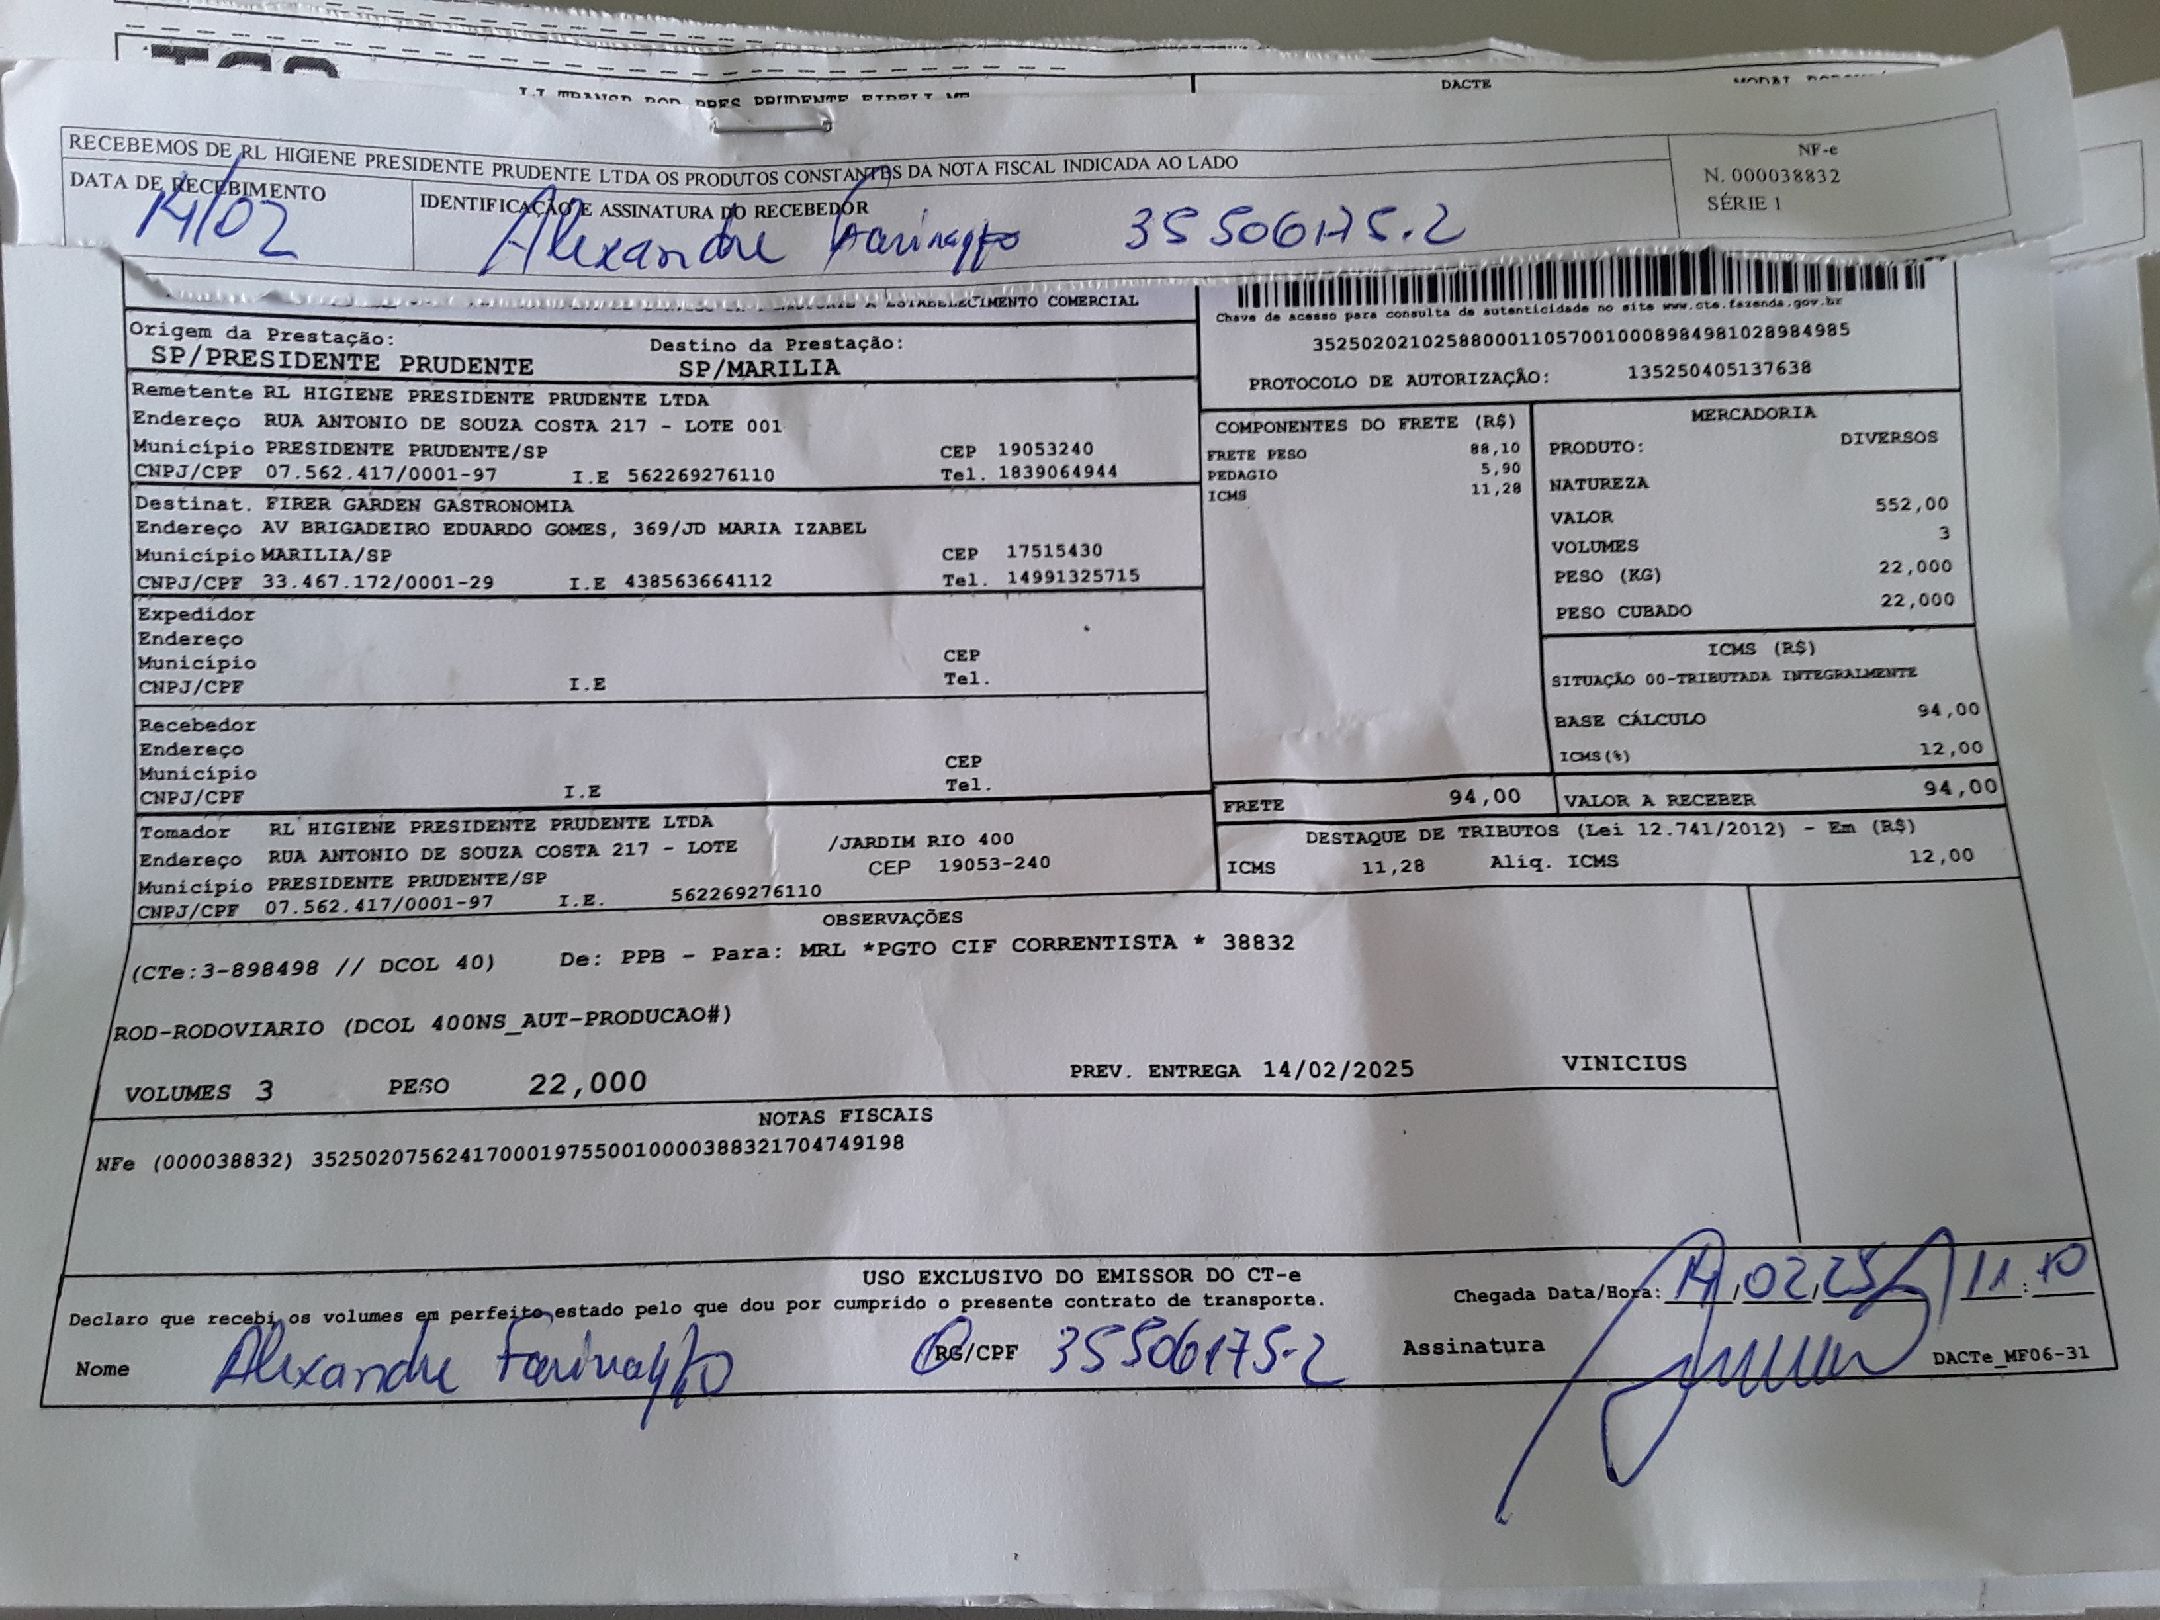 DACTE
RECEBEMOS DE RL HIGIENE PRESIDENTE PRUDENTE LTDA OS PRODUTOS CONSTANTES DA NOTA FISCAL INDICADA AO LADO
NF-e
N. 000038832
SÉRIE 1
DATA DE RECEBIMENTO
14/02
IDENTIFICAÇÃO E ASSINATURA DO RECEBEDOR
Alexandre 35506175-2
ESTABELECIMENTO COMERCIAL
Chave de acesso para consulta de autenticidade no site www.cte.fazenda.gov.br
35250202102588000110570010008984981028984985
PROTOCOLO DE AUTORIZAÇÃO: 135250405137638
Origem da Prestação: Destino da Prestação:
SP/PRESIDENTE PRUDENTE SP/MARILIA
Remetente RL HIGIENE PRESIDENTE PRUDENTE LTDA
Endereço RUA ANTONIO DE SOUZA COSTA 217 - LOTE 001
Município PRESIDENTE PRUDENTE/SP CEP 19053240
CNPJ/CPF 07.562.417/0001-97 I.E 562269276110 Tel. 1839064944
Destinat. FIRER GARDEN GASTRONOMIA
Endereço AV BRIGADEIRO EDUARDO GOMES, 369/JD MARIA IZABEL
Município MARILIA/SP CEP 17515430
CNPJ/CPF 33.467.172/0001-29 I.E 438563664112 Tel. 14991325715
Expedidor
Endereço
Município CEP
CNPJ/CPF I.E Tel.
Recebedor
Endereço
Município CEP
CNPJ/CPF I.E Tel.
Tomador RL HIGIENE PRESIDENTE PRUDENTE LTDA
Endereço RUA ANTONIO DE SOUZA COSTA 217 - LOTE /JARDIM RIO 400
Município PRESIDENTE PRUDENTE/SP CEP 19053-240
CNPJ/CPF 07.562.417/0001-97 I.E. 562269276110
COMPONENTES DO FRETE (R$)
FRETE PESO 88,10
PEDAGIO 5,90
ICMS 11,28
MERCADORIA
PRODUTO: DIVERSOS
NATUREZA
VALOR 552,00
VOLUMES 3
PESO (KG) 22,000
PESO CUBADO 22,000
ICMS (R$)
SITUAÇÃO 00-TRIBUTADA INTEGRALMENTE
BASE CÁLCULO 94,00
ICMS(%) 12,00
FRETE 94,00 VALOR A RECEBER 94,00
DESTAQUE DE TRIBUTOS (Lei 12.741/2012) - Em (R$)
ICMS 11,28 Aliq. ICMS 12,00
OBSERVAÇÕES
(CTe:3-898498 // DCOL 40) De: PPB - Para: MRL *PGTO CIF CORRENTISTA * 38832
ROD-RODOVIARIO (DCOL 400NS_AUT-PRODUCAO#)
VOLUMES 3 PESO 22,000 PREV. ENTREGA 14/02/2025 VINICIUS
NOTAS FISCAIS
NFe (000038832) 35250207562417000197550010000388321704749198
USO EXCLUSIVO DO EMISSOR DO CT-e
Declaro que recebi os volumes em perfeito estado pelo que dou por cumprido o presente contrato de transporte.
Chegada Data/Hora: 14/02/25 11:10
Nome Alexandre RG/CPF 35506175-2 Assinatura
DACTe_MF06-31